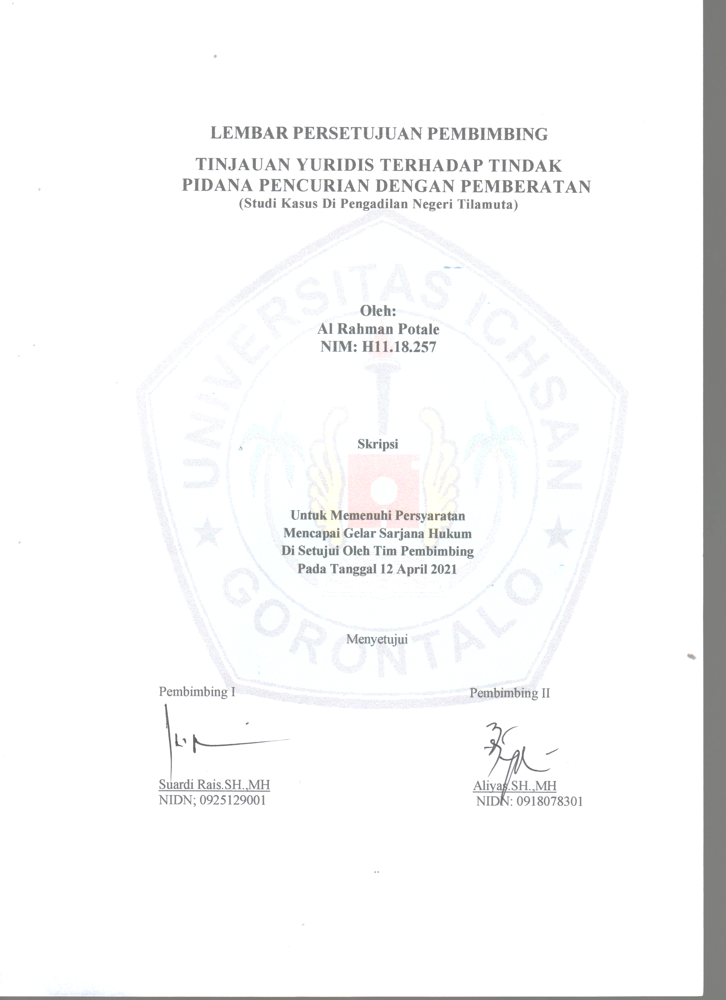 LEMBAR PERSETUJUAN PEMBIMBING
TINJAUAN YURIDIS TERHADAP TINDAK
PIDANA PENCURIAN DENGAN PEMBERATAN
(Studi Kasus Di Pengadilan Negeri Tilamuta)
UNIVERSITAS ICHSAN
GORONTALO
Oleh:
Al Rahman Potale
NIM: H11.18.257
Skripsi
Untuk Memenuhi Persyaratan
Mencapai Gelar Sarjana Hukum
Di Setujui Oleh Tim Pembimbing
Pada Tanggal 12 April 2021
Menyetujui
Pembimbing I
Pembimbing II
Suardi Rais.SH.,MH
NIDN; 0925129001
Aliyas.SH.,MH
NIDN: 0918078301